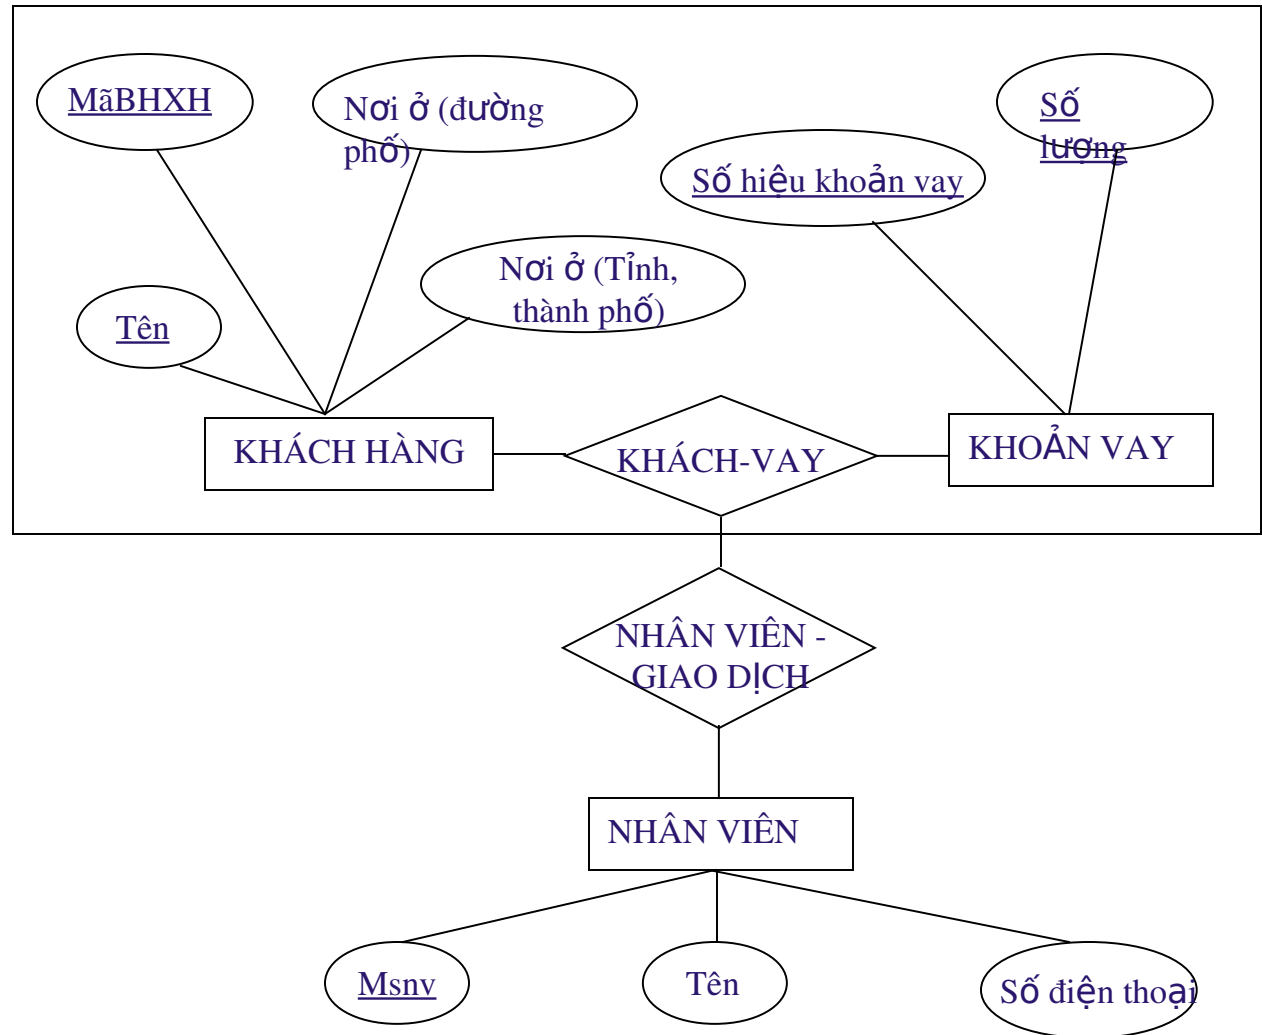 MãBHXH
Nơi ở (đường
phố)
Số
lượng
Số hiệu khoản vay
Nơi ở (Tỉnh,
thành phố)
Tên
KHÁCH HÀNG
KHÁCH-VAY
KHOẢN VAY
NHÂN VIÊN -
GIAO DỊCH
NHÂN VIÊN
Msnv
Tên
Số điện thoại